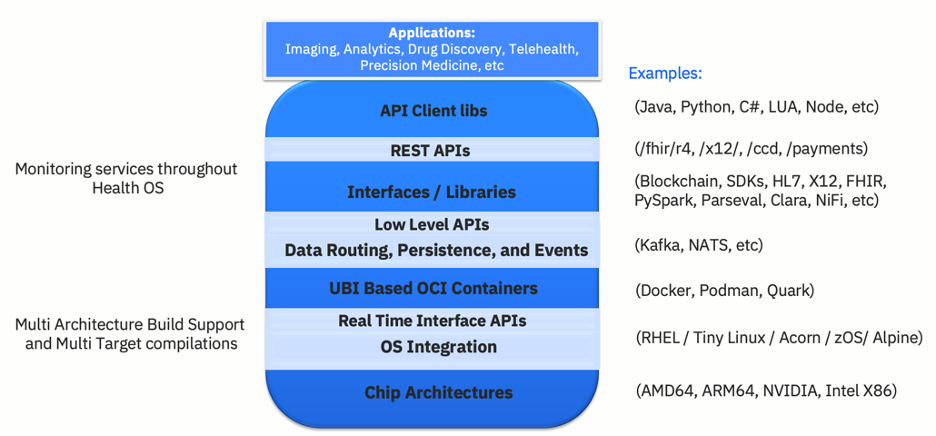 Applications:
Imaging, Analytics, Drug Discovery, Telehealth,
Precision Medicine, etc
Examples:
API Client libs
(Java, Python, C#, LUA, Node, etc)
REST APIs
(/fhir/r4, /x12/, /ccd, /payments)
Monitoring services throughout
Health OS
Interfaces / Libraries
(Blockchain, SDKs, HL7, X12, FHIR,
PySpark, Parseval, Clara, NiFi, etc)
Low Level APIs
Data Routing, Persistence, and Events
(Kafka, NATS, etc)
UBI Based OCI Containers
(Docker, Podman, Quark)
Multi Architecture Build Support
and Multi Target compilations
Real Time Interface APIs
OS Integration
(RHEL / Tiny Linux / Acorn / zOS/ Alpine)
Chip Architectures
(AMD64, ARM64, NVIDIA, Intel X86)